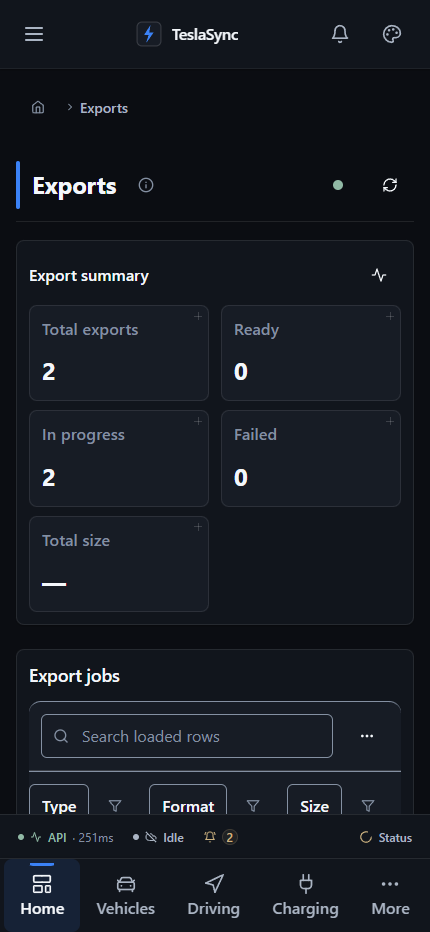 TeslaSync
Exports
Exports
Export summary
Total exports
2
Ready
0
In progress
2
Failed
0
Total size
—
Export jobs
Search loaded rows
Type
Format
Size
API · 251ms
Idle
2
Status
Home
Vehicles
Driving
Charging
More